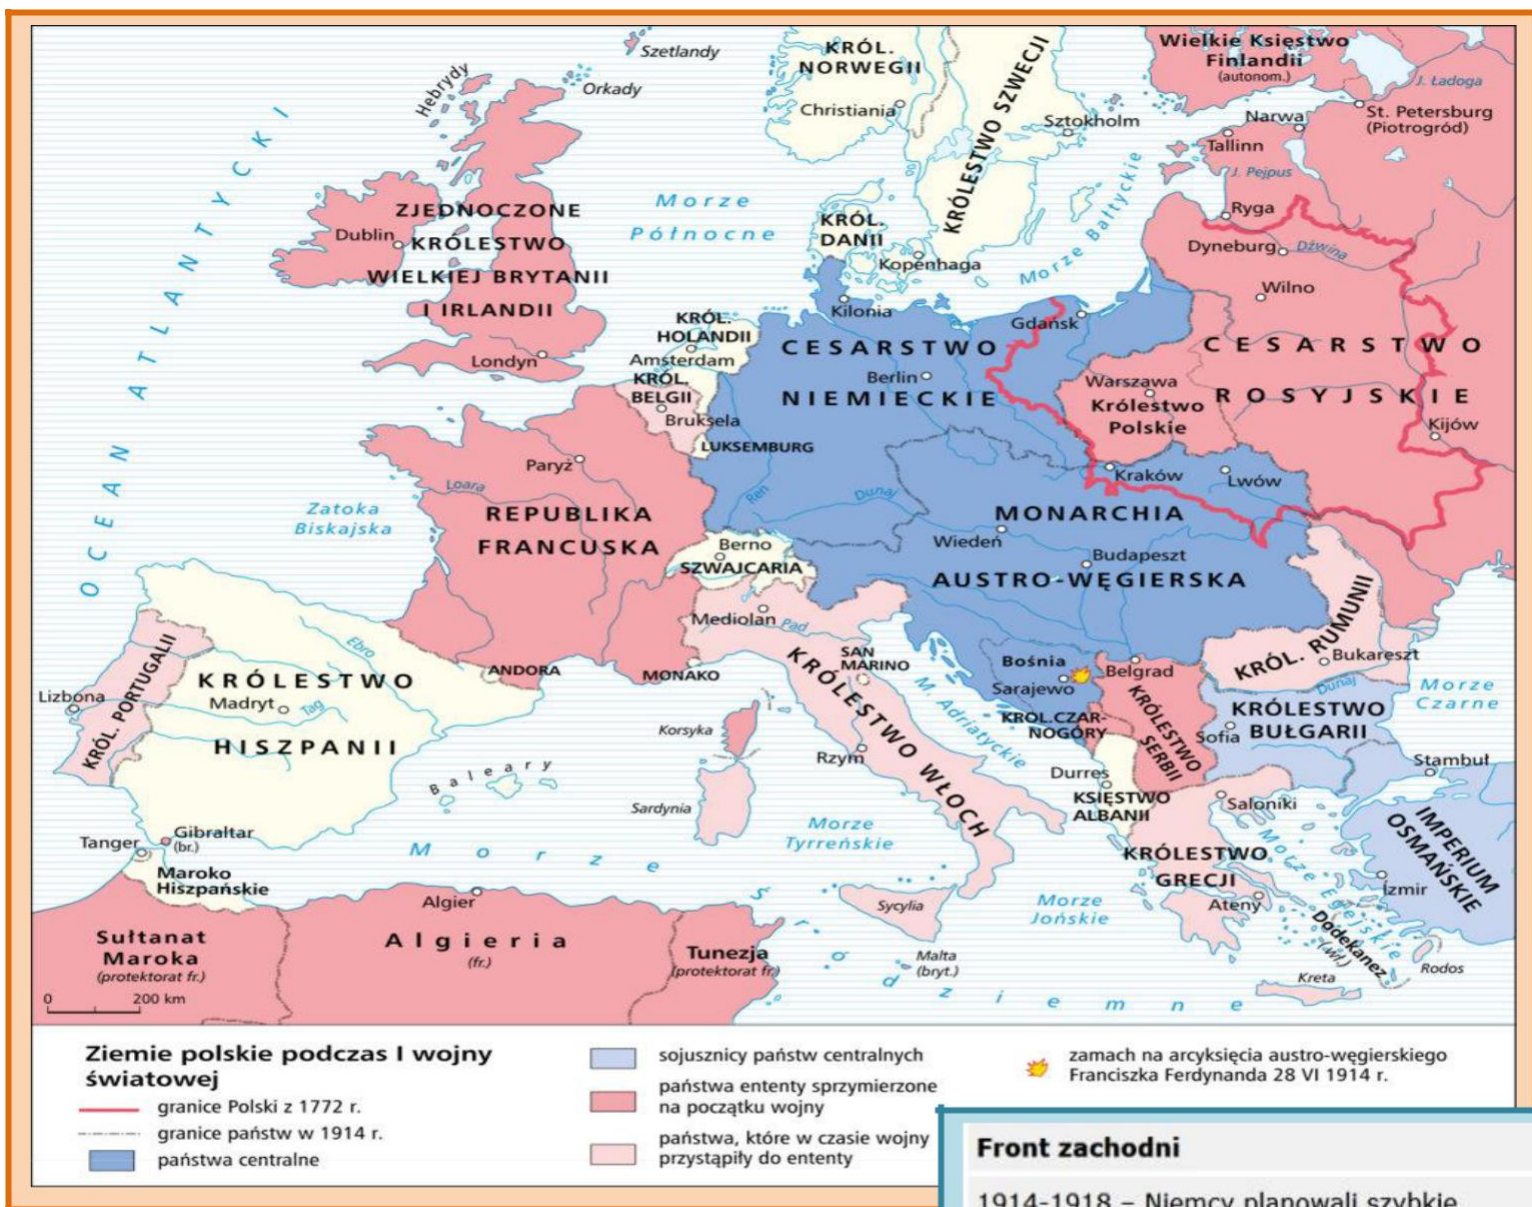 Szetlandy
Orkady
Hebrydy
KRÓL.
NORWEGII
Christiania
KRÓLESTWO SZWECJI
Sztokholm
Wielkie Księstwo
Finlandii
(autonom.)
J. Ładoga
St. Petersburg
(Piotrogród)
Narwa
Tallinn
J. Pejpus
OCEAN ATLANTYCKI
ZJEDNOCZONE
KRÓLESTWO
WIELKIEJ BRYTANII
I IRLANDII
Dublin
Londyn
Morze
Północne
KRÓL.
DANII
Kopenhaga
Morze Bałtyckie
Ryga
Dyneburg
Dźwina
Wilno
Kilonia
Gdańsk
KRÓL.
HOLANDII
Amsterdam
KRÓL.
BELGII
Bruksela
LUKSEMBURG
CESARSTWO
NIEMIECKIE
Berlin
Warszawa
Królestwo
Polskie
CESARSTWO
ROSYJSKIE
Kijów
Kraków
Lwów
Paryż
Loara
Ren
Dunaj
Zatoka
Biskajska
REPUBLIKA
FRANCUSKA
Berno
SZWAJCARIA
MONARCHIA
AUSTRO-WĘGIERSKA
Wiedeń
Budapeszt
Mediolan
Pad
SAN
MARINO
MONAKO
ANDORA
KRÓL. PORTUGALII
Lizbona
KRÓLESTWO
HISZPANII
Madryt
Ebro
Tag
Baleary
Korsyka
Sardynia
Rzym
KRÓLESTWO WŁOCH
M. Adriatyckie
Bośnia
Sarajewo
Belgrad
KRÓLESTWO
SERBII
KRÓL.CZAR-
NOGÓRY
KRÓL. RUMUNII
Bukareszt
Dunaj
Morze
Czarne
KRÓLESTWO
BUŁGARII
Sofia
Stambuł
Durres
KSIĘSTWO
ALBANII
Saloniki
KRÓLESTWO
GRECJI
Ateny
IMPERIUM
OSMAŃSKIE
İzmir
Morze Egejskie
Dodekanez
(wł.)
Rodos
Kreta
Morze
Jońskie
Morze
Tyrreńskie
Sycylia
Malta
(bryt.)
Morze Śródziemne
Gibraltar
(br.)
Tanger
Maroko
Hiszpańskie
Sułtanat
Maroka
(protektorat fr.)
Algier
Algieria
(fr.)
Tunezja
(protektorat fr.)
0 200 km
Ziemie polskie podczas I wojny
światowej
granice Polski z 1772 r.
granice państw w 1914 r.
państwa centralne
sojusznicy państw centralnych
państwa ententy sprzymierzone
na początku wojny
państwa, które w czasie wojny
przystąpiły do ententy
zamach na arcyksięcia austro-węgierskiego
Franciszka Ferdynanda 28 VI 1914 r.
Front zachodni
1914-1918 – Niemcy planowali szybkie